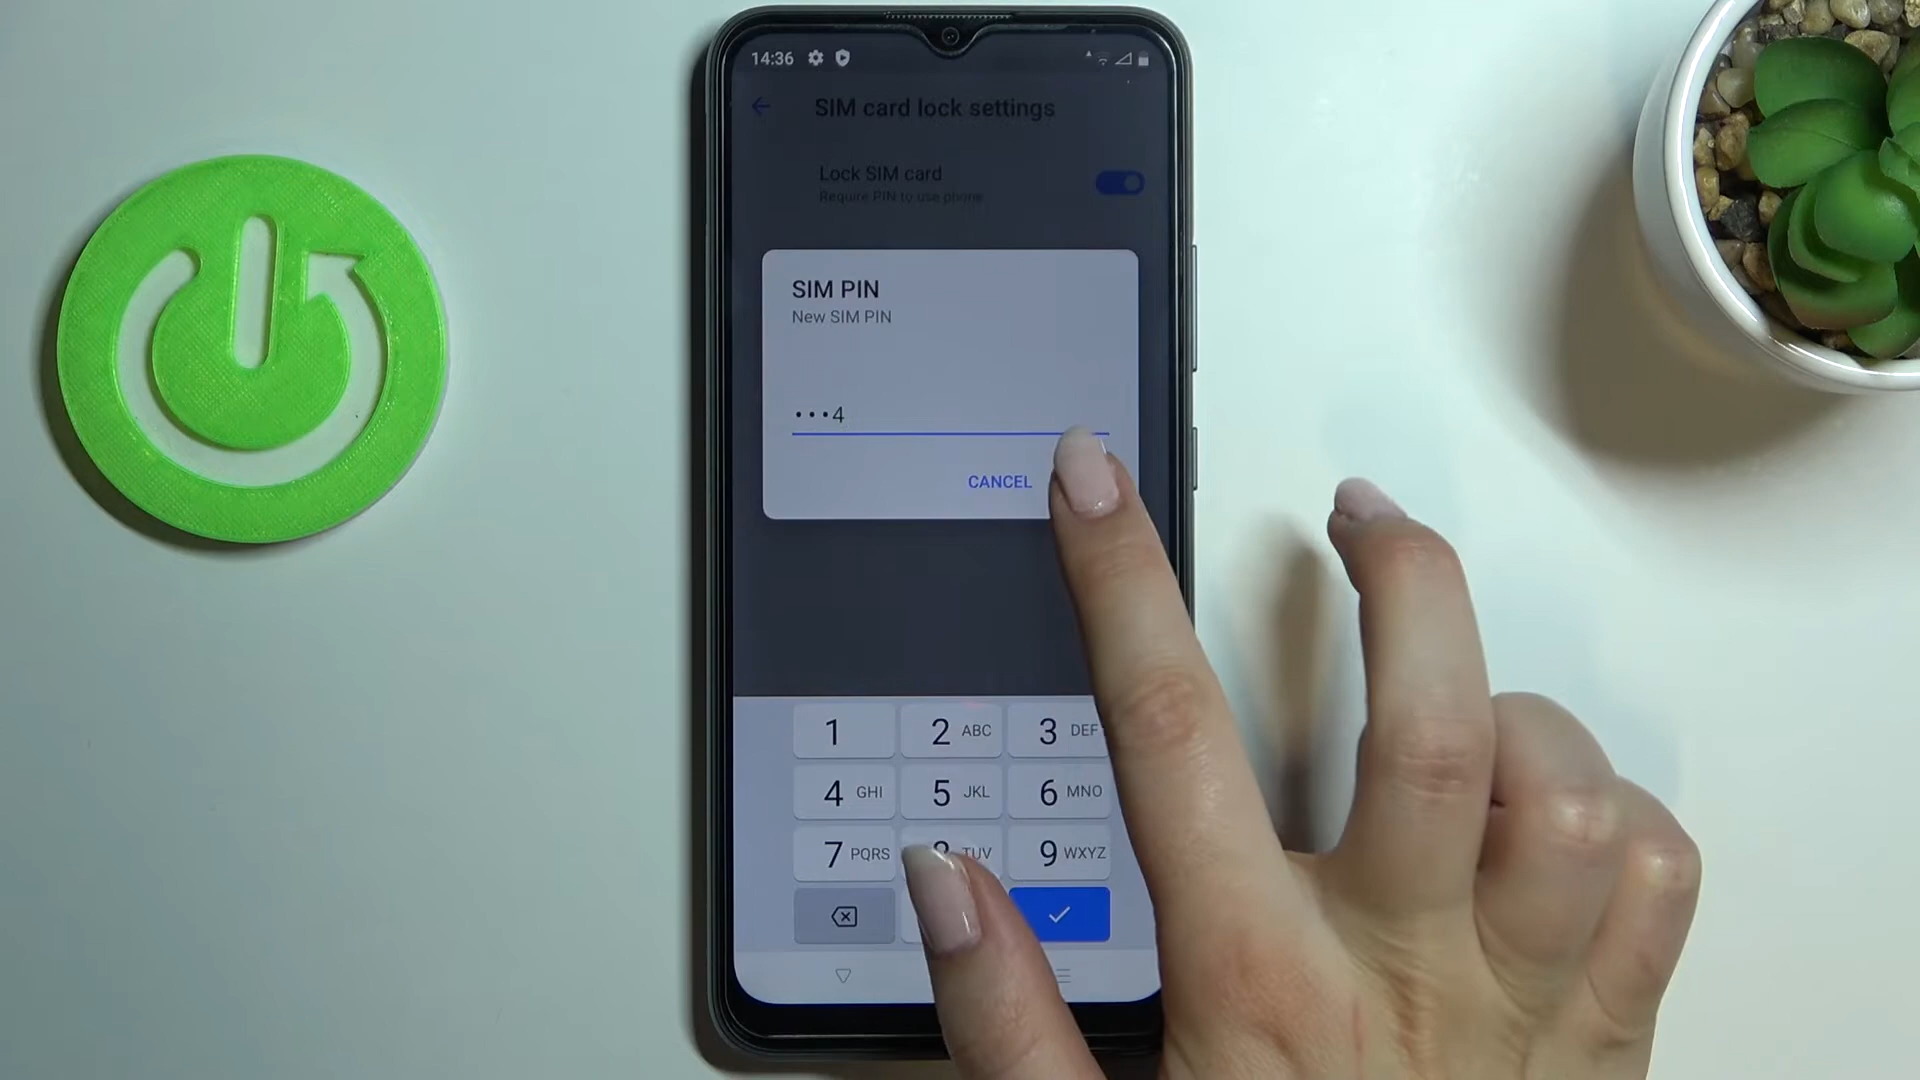 14:36
SIM card lock settings
Lock SIM card
Require PIN to use phone
SIM PIN
New SIM PIN
•••4
CANCEL
1 2 ABC 3 DEF
4 GHI 5 JKL 6 MNO
7 PQRS 8 TUV 9 WXYZ